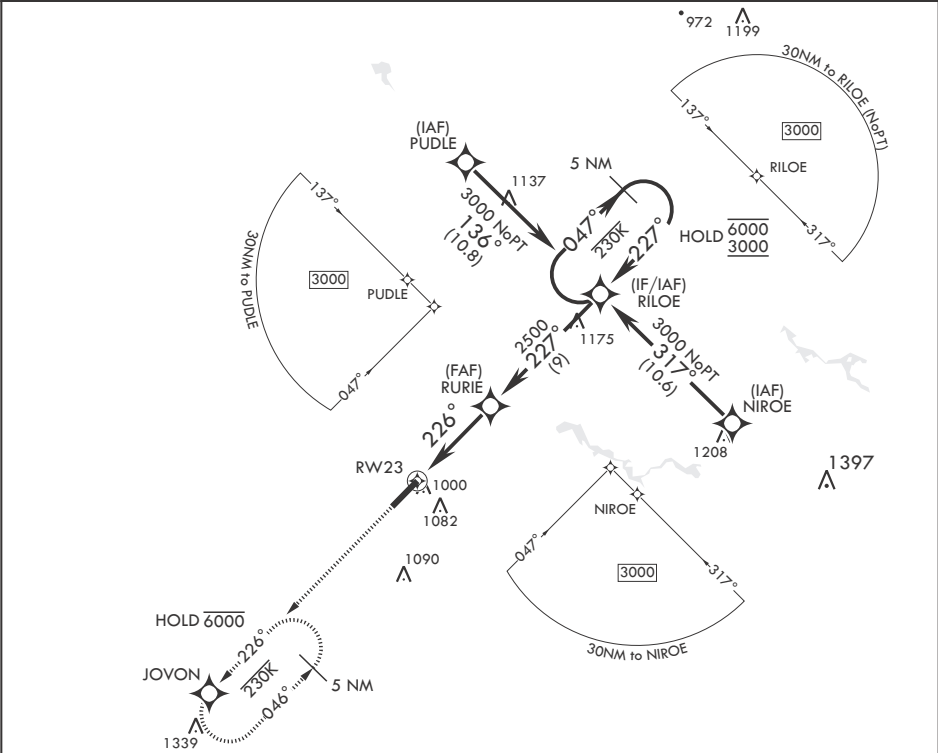 972
1199
30NM to RILOE (NoPT)
137°
3000
RILOE
317°
(IAF)
PUDLE
5 NM
1137
3000 NoPT
136°
(10.8)
047°
230K
227°
HOLD 6000
3000
(IF/IAF)
RILOE
137°
30NM to PUDLE
3000
PUDLE
047°
1175
2500
227°
(9)
3000 NoPT
317°
(10.6)
(FAF)
RURIE
(IAF)
NIROE
226°
1208
1397
RW23
1000
1082
NIROE
1090
047°
3000
317°
30NM to NIROE
HOLD 6000
226°
JOVON
230K
046°
5 NM
1339